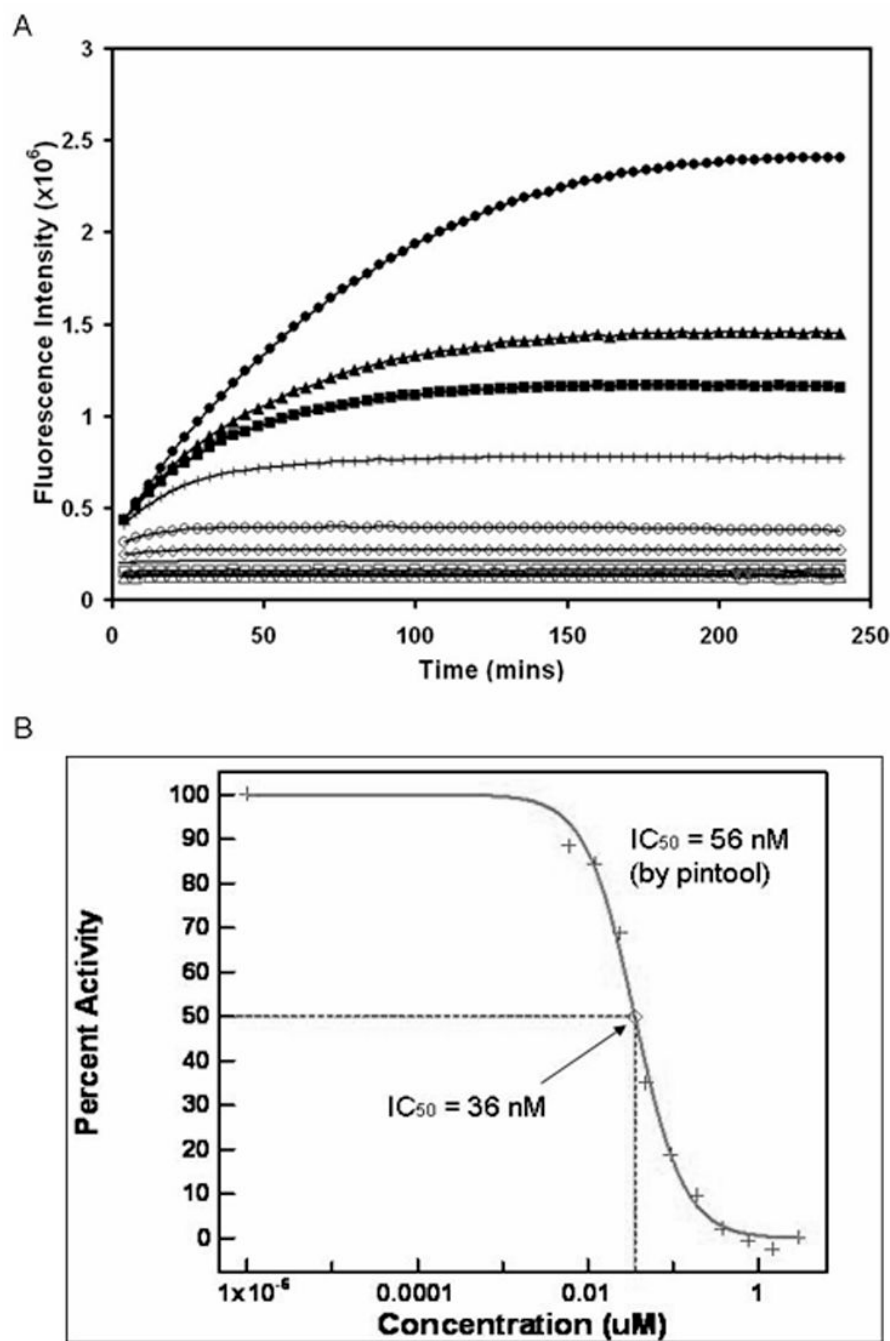 A
3
2.5
2
1.5
1
0.5
0
Fluorescence Intensity (x10⁶)
0 50 100 150 200 250
Time (mins)
B
100
90
80
70
60
50
40
30
20
10
0
Percent Activity
IC₅₀ = 56 nM
(by pintool)
IC₅₀ = 36 nM
1x10⁻⁶ 0.0001 0.01 1
Concentration (uM)